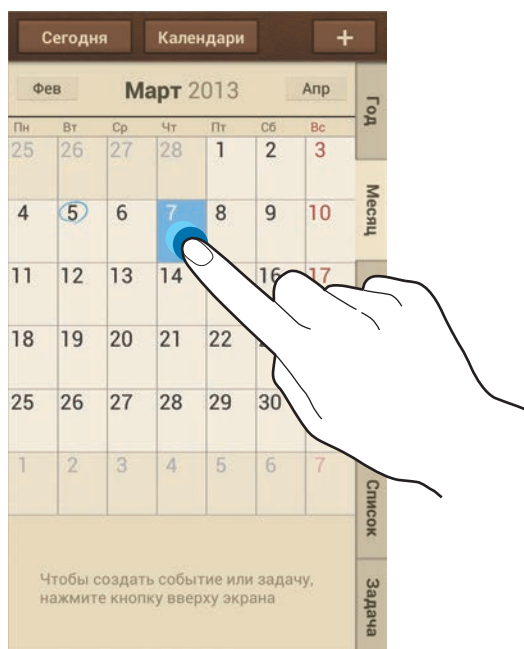 Сегодня Календари +
Фев Март 2013 Апр
Пн Вт Ср Чт Пт Сб Вс
25 26 27 28 1 2 3
4 5 6 7 8 9 10
11 12 13 14 16 17
18 19 20 21 22
25 26 27 28 29 30
1 2 3 4 5 6 7
Чтобы создать событие или задачу,
нажмите кнопку вверху экрана
Год
Месяц
Список
Задача